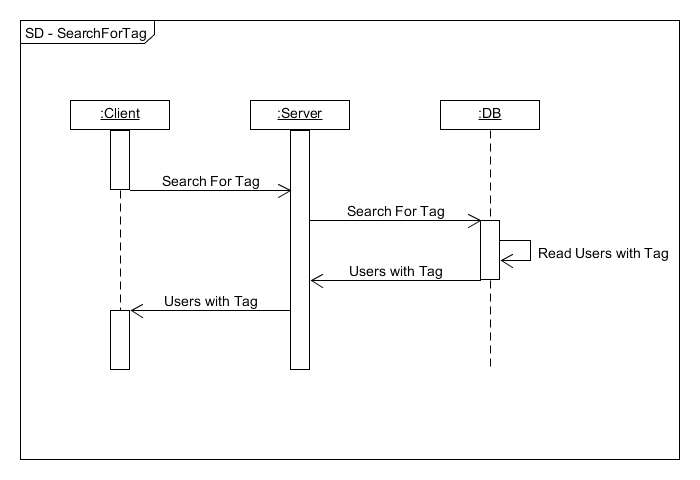 SD - SearchForTag
:Client
:Server
:DB
Search For Tag
Search For Tag
Read Users with Tag
Users with Tag
Users with Tag